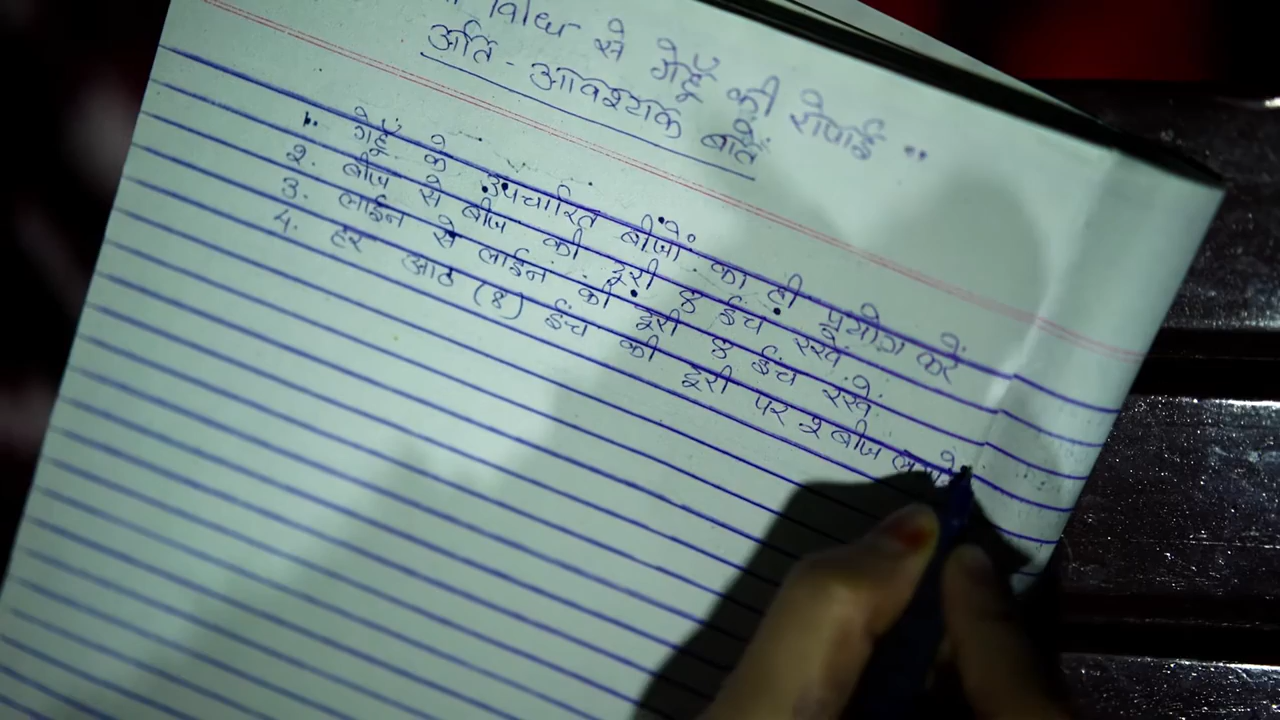 विधि से गेहूँ की रोपाई "
अति - आवश्यक बातें
1. गेहूँ के उपचारित बीजों का ही प्रयोग करें
2. बीज से बीज की दूरी 8 इंच रखें
3. लाईन से लाईन की दूरी 8 इंच रखें
4. हर आठ (8) इंच की दूरी पर 2 बीज